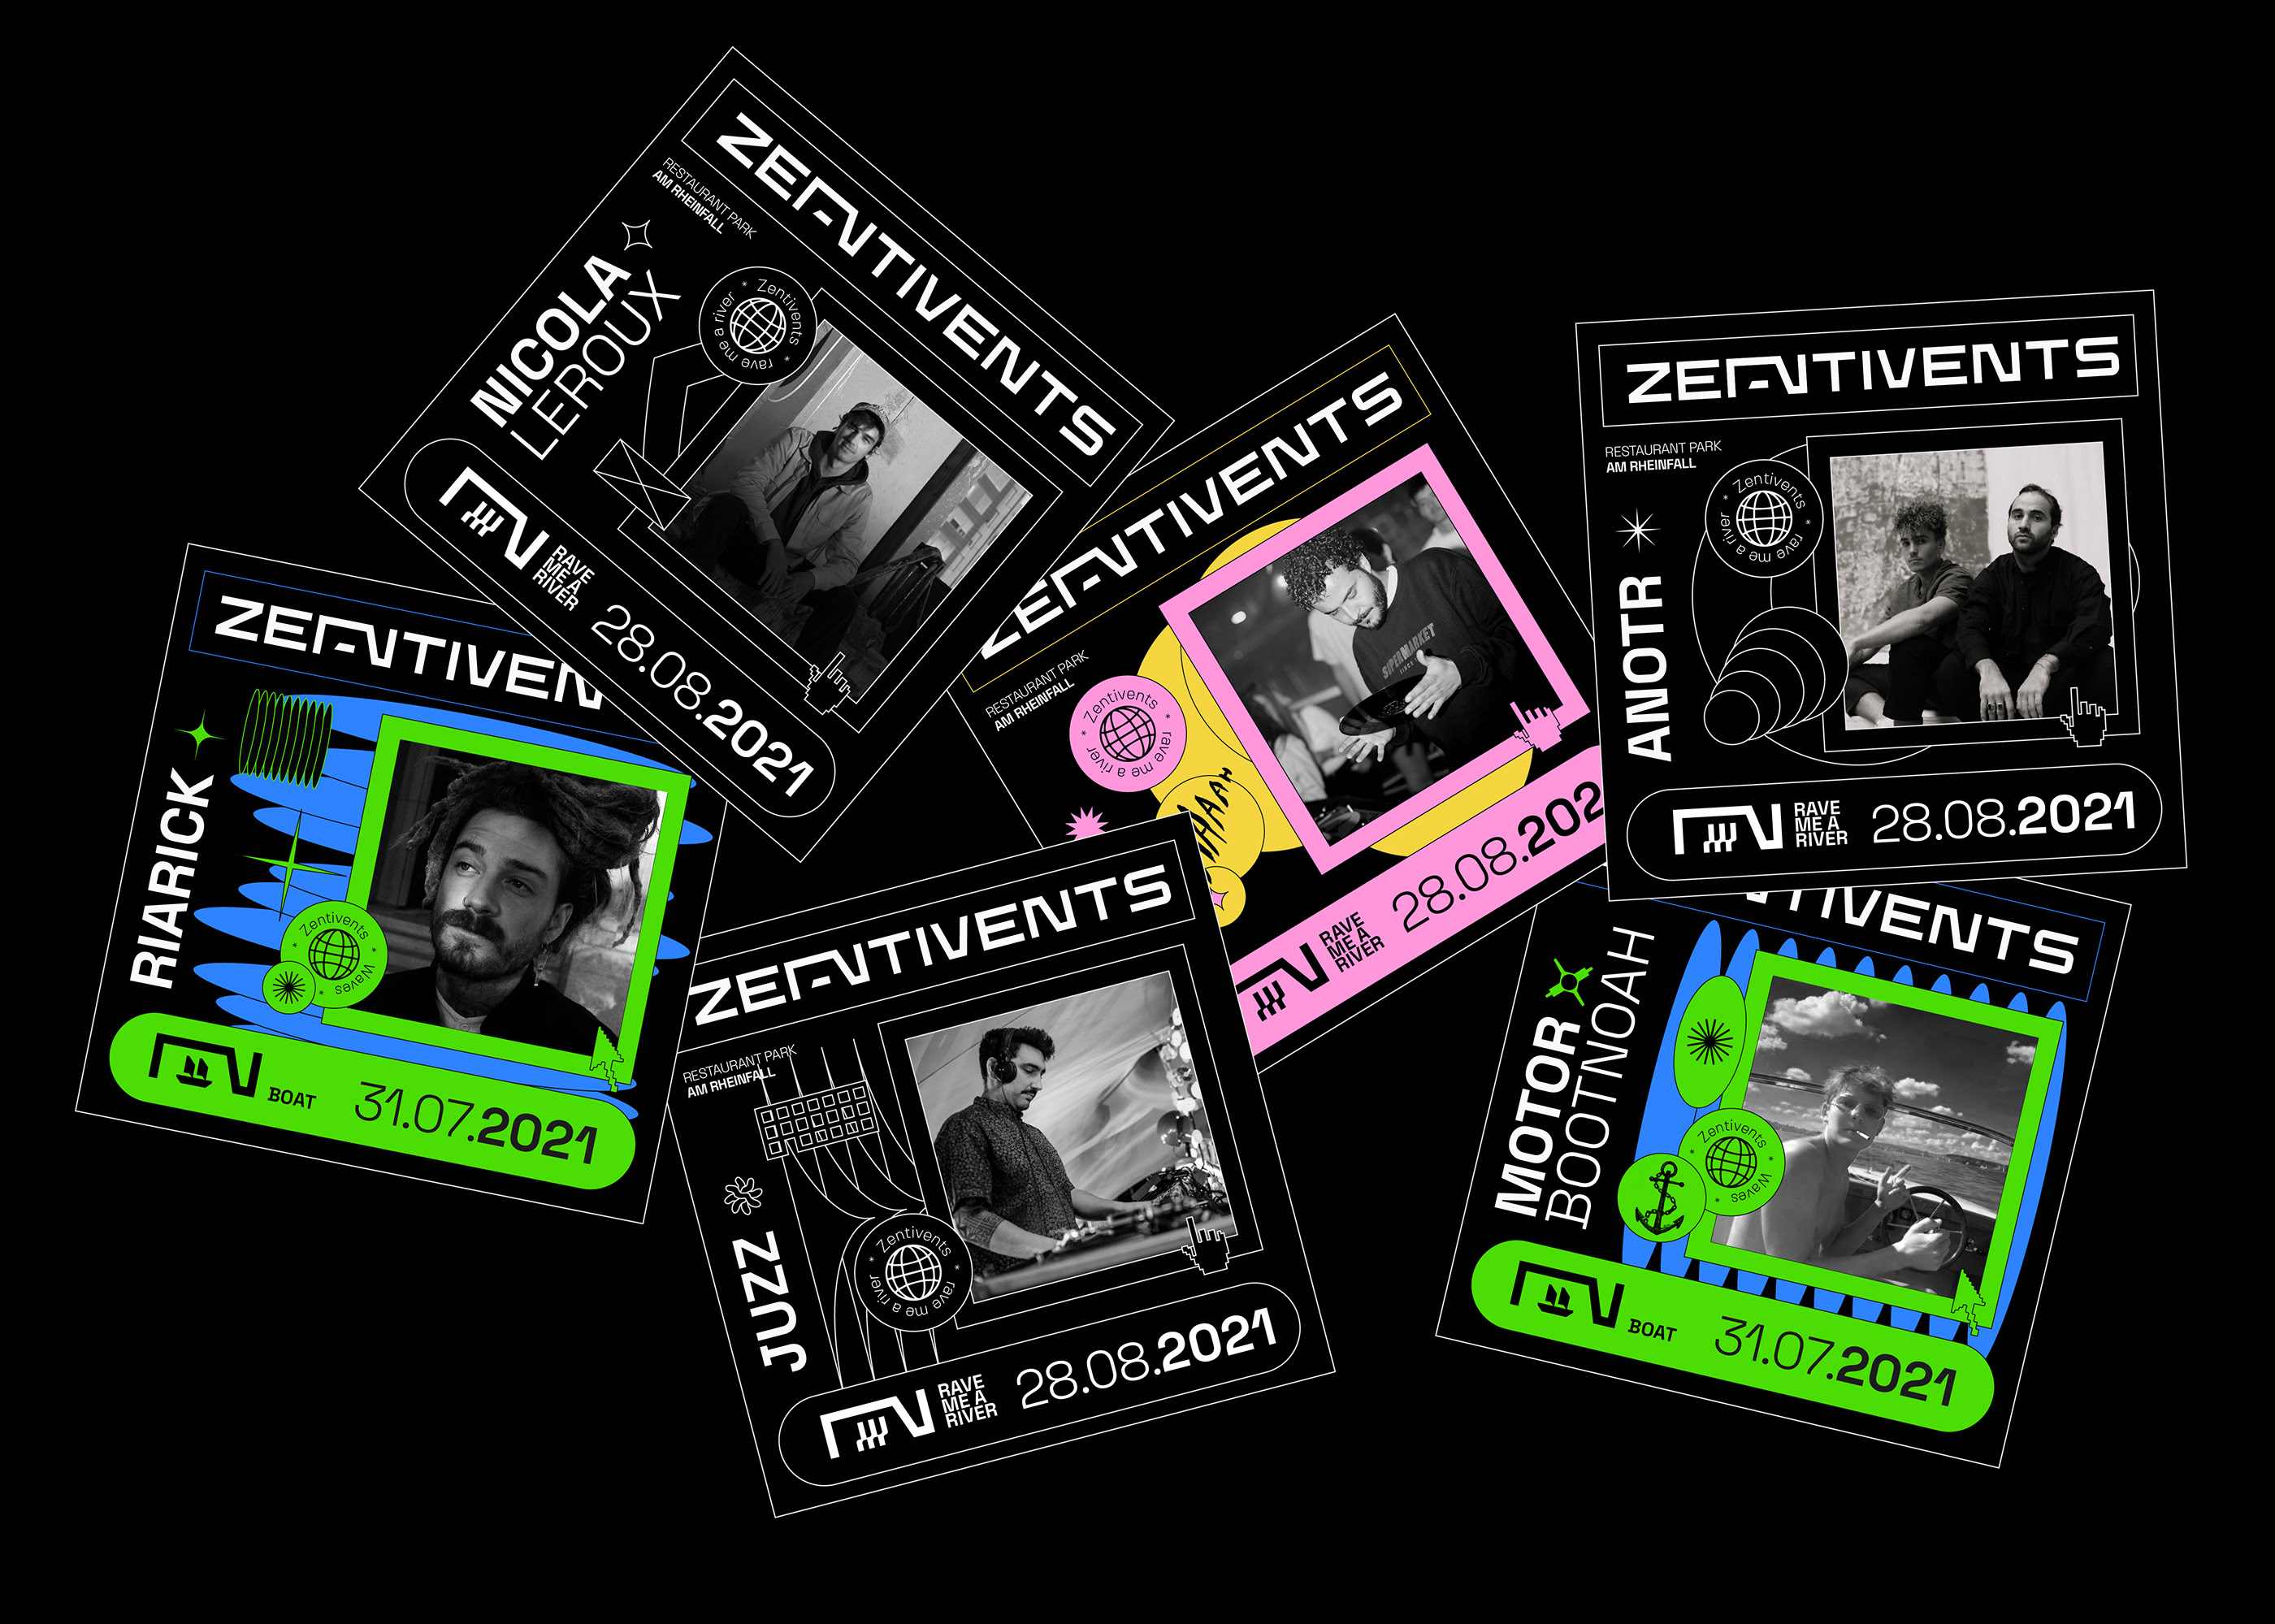 ZENTIVENTS
RESTAURANT PARK
AM RHEINFALL
NICOLA
LEROUX
Zentivents * rave me a river *
RAVE
ME A
RIVER
28.08.2021
ZENTIVENTS
RESTAURANT PARK
AM RHEINFALL
Zentivents * rave me a river *
SIPERMARKET
RAVE
ME A
RIVER
28.08.202
ZENTIVENTS
RESTAURANT PARK
AM RHEINFALL
ANOTR
Zentivents * rave me a river *
RAVE
ME A
RIVER
28.08.2021
ZENTIVEN
RIARICK
Zentivents * Waves *
BOAT
31.07.2021
ZENTIVENTS
RESTAURANT PARK
AM RHEINFALL
JUZZ
Zentivents * rave me a river *
RAVE
ME A
RIVER
28.08.2021
TIVENTS
MOTOR
BOOTNOAH
Zentivents * Waves *
BOAT
31.07.2021